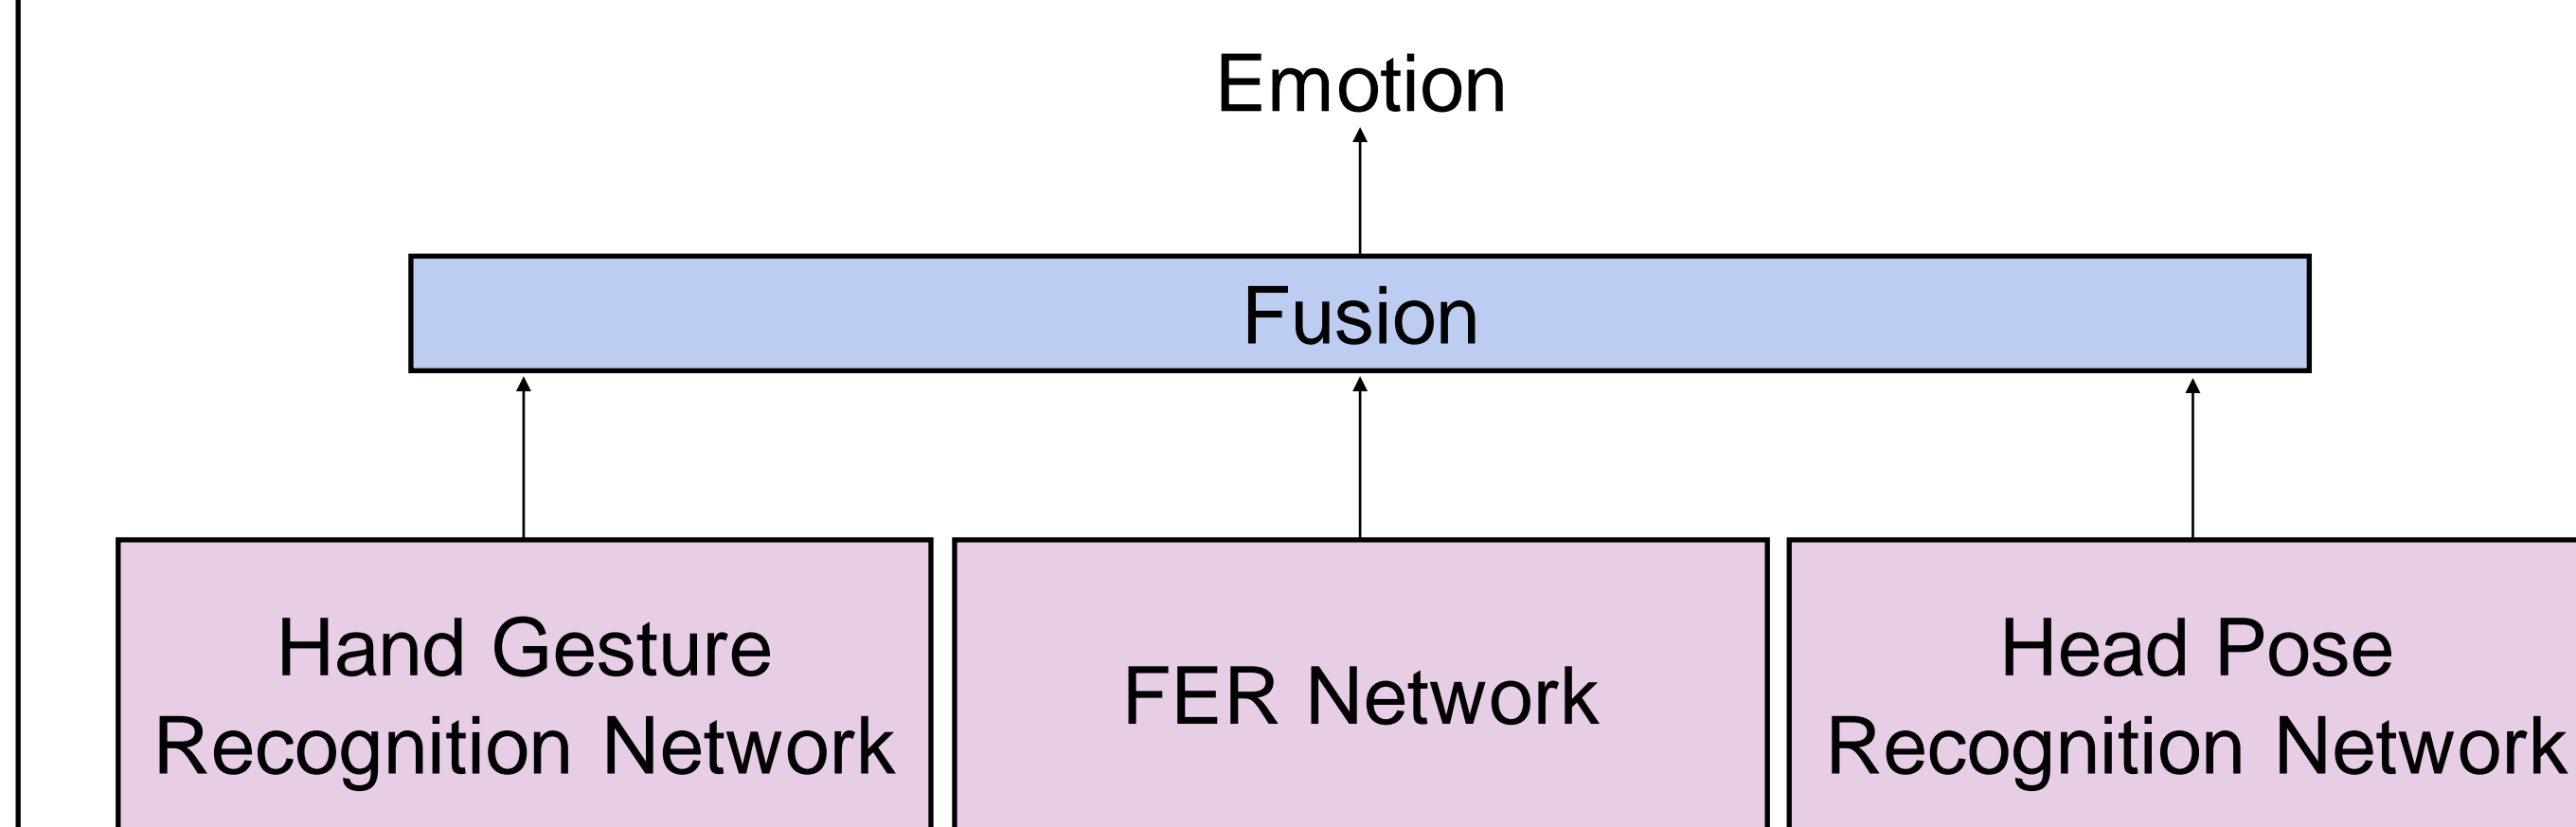 Emotion
Fusion
Hand Gesture
Recognition Network
FER Network
Head Pose
Recognition Network